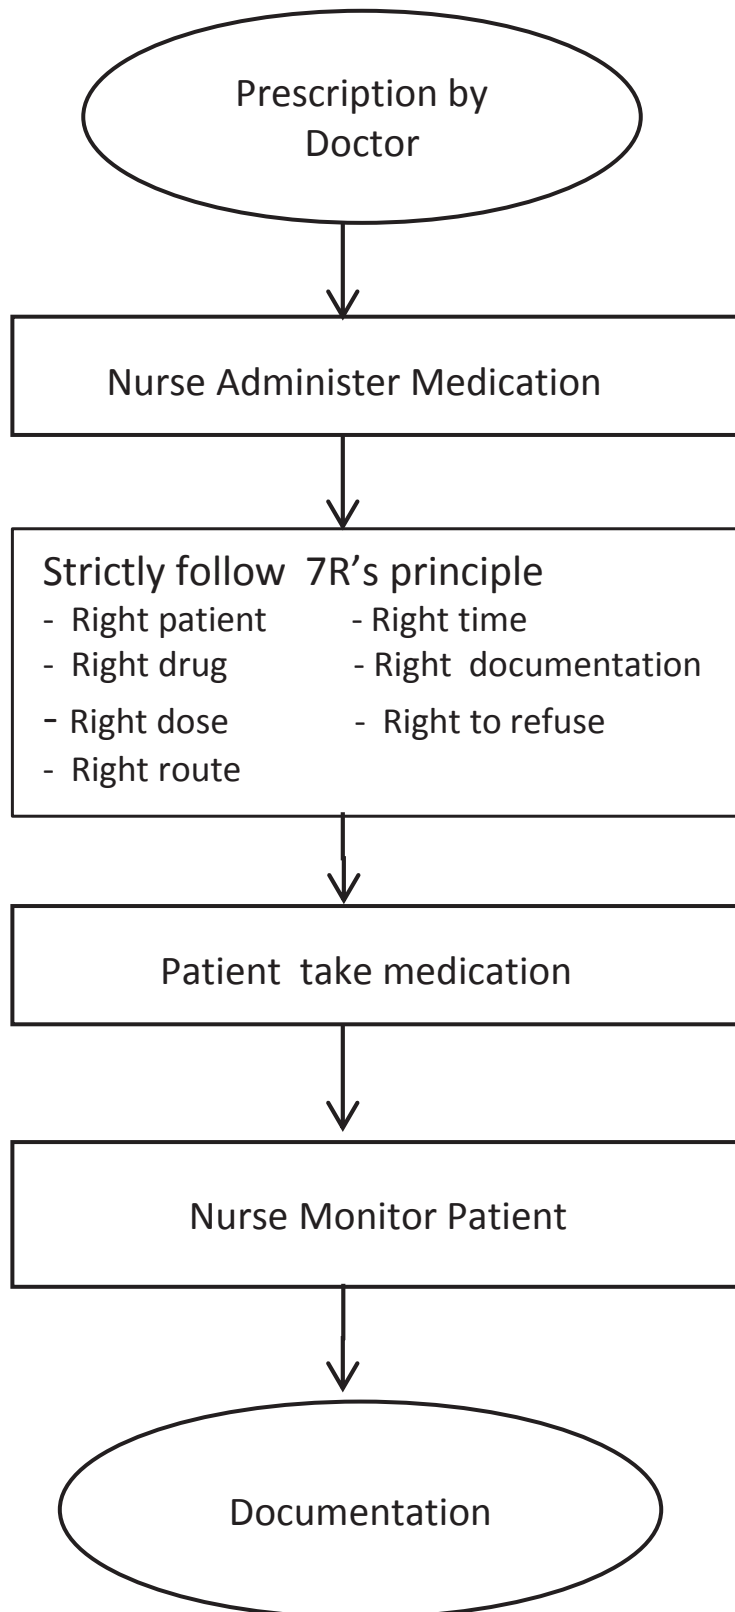 Prescription by
Doctor
Nurse Administer Medication
Strictly follow 7R’s principle
- Right patient - Right time
- Right drug - Right documentation
- Right dose - Right to refuse
- Right route
Patient take medication
Nurse Monitor Patient
Documentation